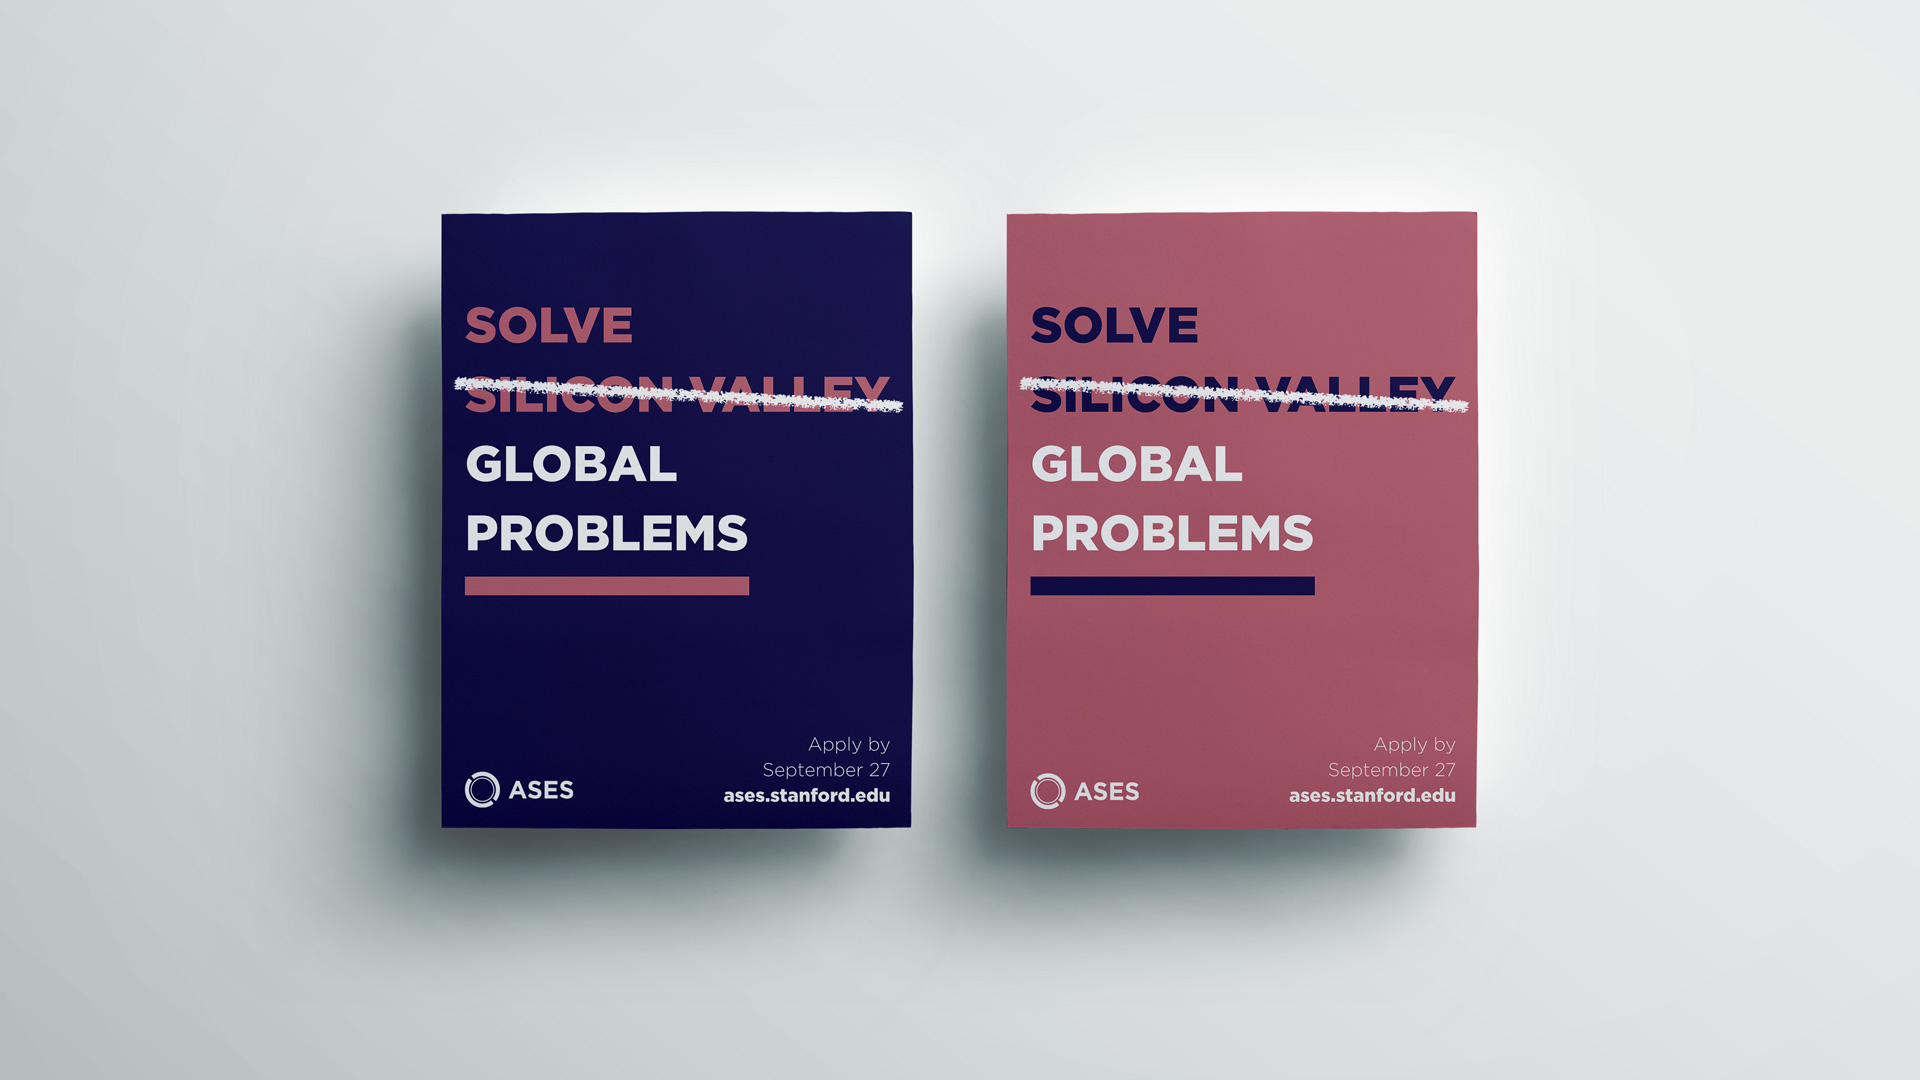 SOLVE
SILICON VALLEY
GLOBAL
PROBLEMS
Apply by
September 27
ases.stanford.edu
ASES
SOLVE
SILICON VALLEY
GLOBAL
PROBLEMS
Apply by
September 27
ases.stanford.edu
ASES